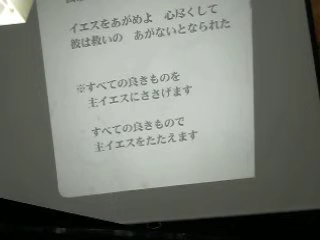 イエスをあがめよ　心尽くして
彼は救いの　あがないとなられた
※すべての良きものを
主イエスにささげます
すべての良きもので
主イエスをたたえます